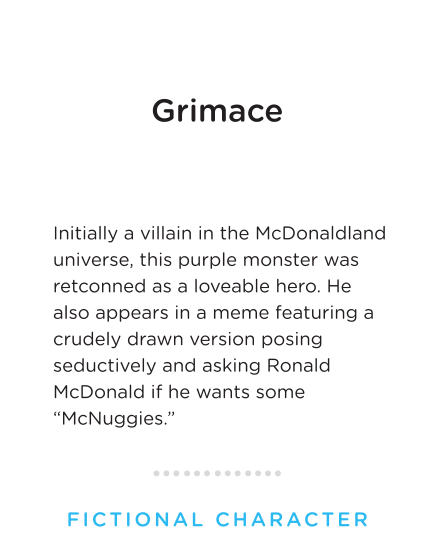 Grimace
Initially a villain in the McDonaldland
universe, this purple monster was
retconned as a loveable hero. He
also appears in a meme featuring a
crudely drawn version posing
seductively and asking Ronald
McDonald if he wants some
“McNuggies.”
FICTIONAL CHARACTER